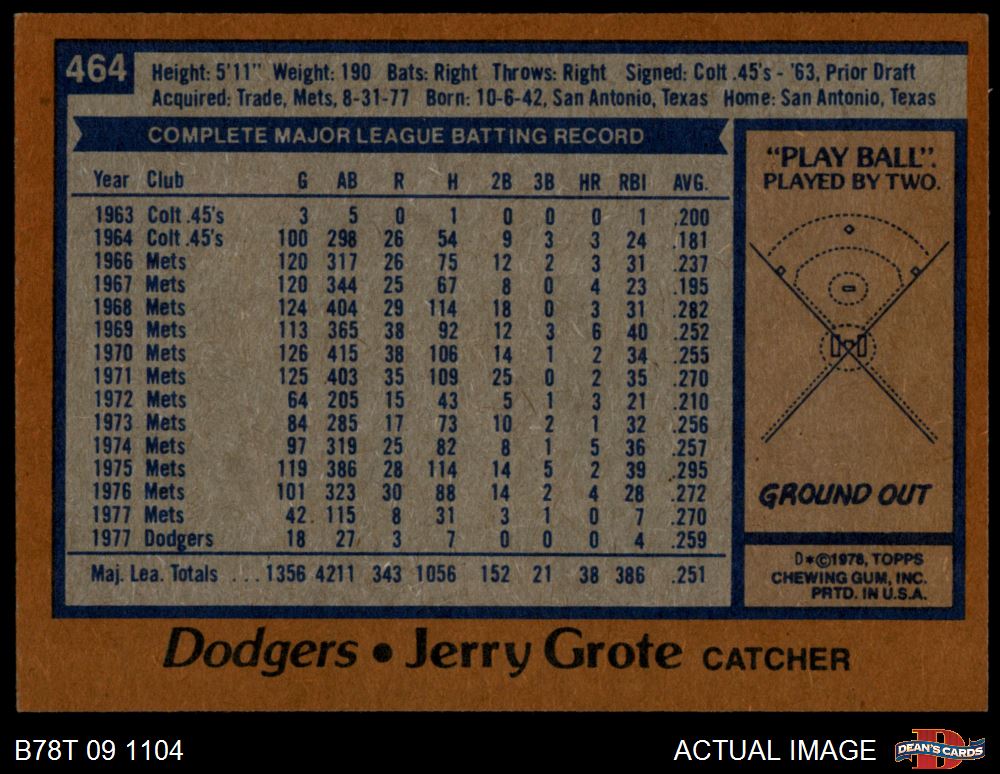 464
Height: 5'11" Weight: 190 Bats: Right Throws: Right Signed: Colt .45's - '63, Prior Draft
Acquired: Trade, Mets, 8-31-77 Born: 10-6-42, San Antonio, Texas Home: San Antonio, Texas
COMPLETE MAJOR LEAGUE BATTING RECORD
Year Club G AB R H 2B 3B HR RBI AVG.
1963 Colt .45's 3 5 0 1 0 0 0 1 .200
1964 Colt .45's 100 298 26 54 9 3 3 24 .181
1966 Mets 120 317 26 75 12 2 3 31 .237
1967 Mets 120 344 25 67 8 0 4 23 .195
1968 Mets 124 404 29 114 18 0 3 31 .282
1969 Mets 113 365 38 92 12 3 6 40 .252
1970 Mets 126 415 38 106 14 1 2 34 .255
1971 Mets 125 403 35 109 25 0 2 35 .270
1972 Mets 64 205 15 43 5 1 3 21 .210
1973 Mets 84 285 17 73 10 2 1 32 .256
1974 Mets 97 319 25 82 8 1 5 36 .257
1975 Mets 119 386 28 114 14 5 2 39 .295
1976 Mets 101 323 30 88 14 2 4 28 .272
1977 Mets 42 115 8 31 3 1 0 7 .270
1977 Dodgers 18 27 3 7 0 0 0 4 .259
Maj. Lea. Totals ... 1356 4211 343 1056 152 21 38 386 .251
"PLAY BALL".
PLAYED BY TWO.
GROUND OUT
D*©1978, TOPPS
CHEWING GUM, INC.
PRTD. IN U.S.A.
Dodgers • Jerry Grote CATCHER
B78T 09 1104
ACTUAL IMAGE
DEAN'S CARDS